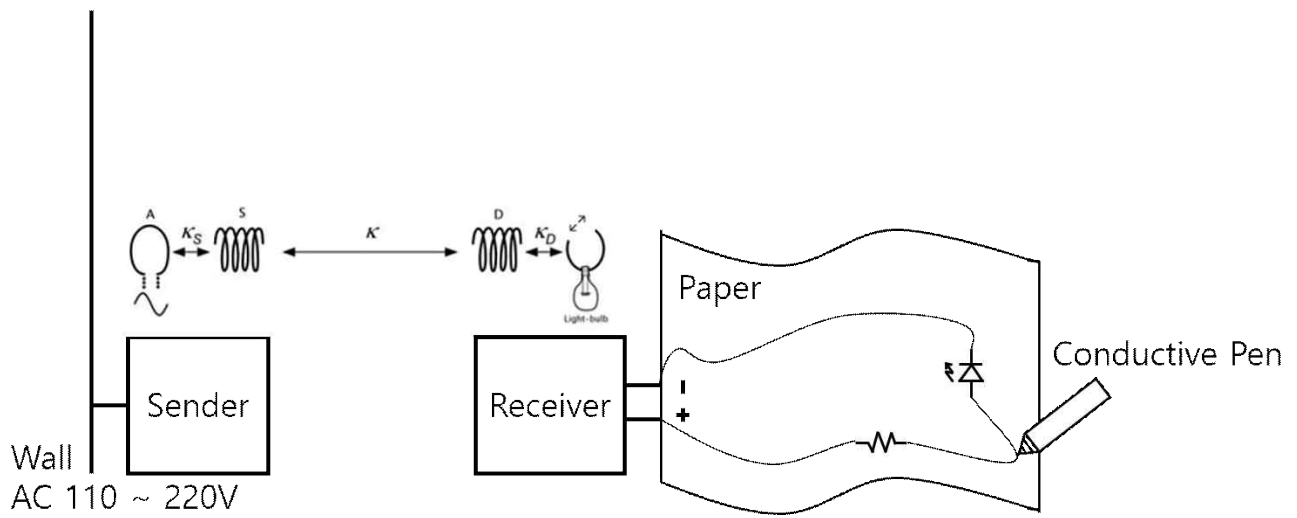 A
S
D
κS
κ
κD
Light-bulb
Paper
Conductive Pen
Sender
Receiver
−
+
Wall
AC 110 ~ 220V